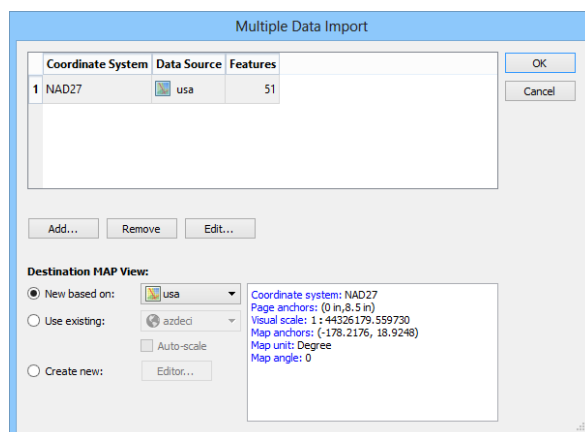 Multiple Data Import
Coordinate System Data Source Features
1 NAD27 usa 51
OK
Cancel
Add... Remove Edit...
Destination MAP View:
New based on: usa
Use existing: azdeci
Auto-scale
Create new: Editor...
Coordinate system: NAD27
Page anchors: (0 in,8.5 in)
Visual scale: 1 : 44326179.559730
Map anchors: (-178.2176, 18.9248)
Map unit: Degree
Map angle: 0